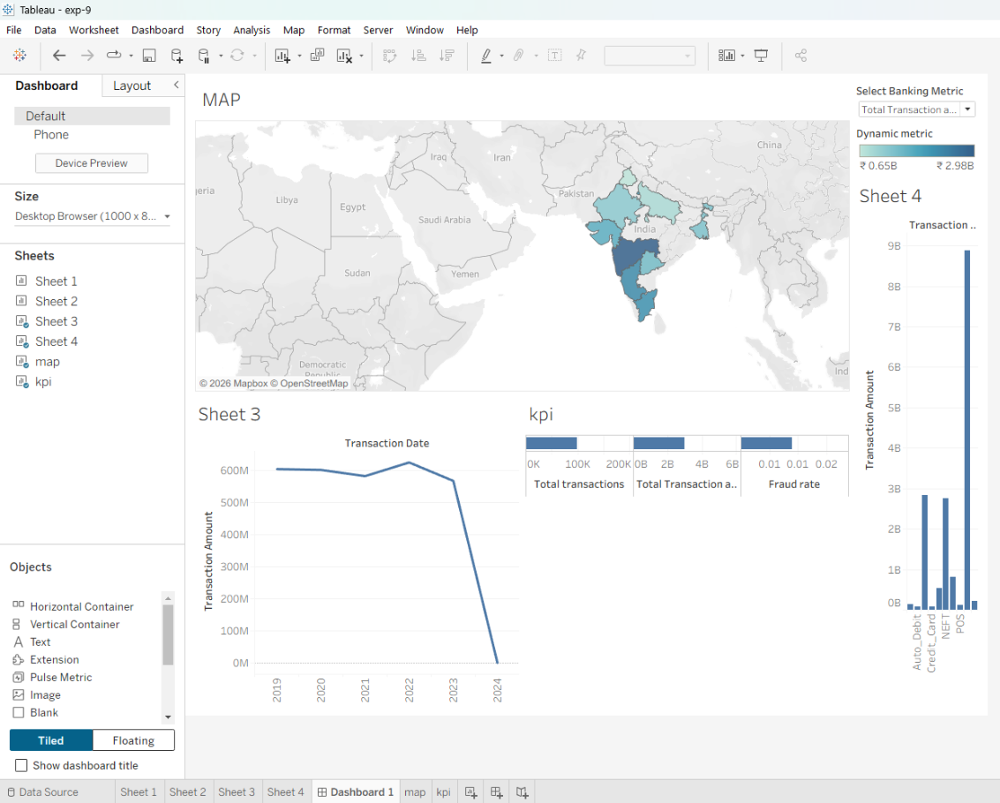 Tableau - exp-9
File Data Worksheet Dashboard Story Analysis Map Format Server Window Help
Dashboard Layout
Default
Phone
Device Preview
Size
Desktop Browser (1000 x 8...
Sheets
Sheet 1
Sheet 2
Sheet 3
Sheet 4
map
kpi
Objects
Horizontal Container
Vertical Container
Text
Extension
Pulse Metric
Image
Blank
Tiled Floating
Show dashboard title
MAP
Iraq
Iran
China
Pakistan
Libya
Egypt
Saudi Arabia
India
Sudan
Yemen
Democratic
© 2026 Mapbox © OpenStreetMap
Ind
Select Banking Metric
Total Transaction a...
Dynamic metric
₹ 0.65B ₹ 2.98B
Sheet 4
Transaction ..
9B
8B
7B
6B
5B
4B
3B
2B
1B
0B
Transaction Amount
Auto_Debit
Credit_Card
NEFT
POS
Sheet 3
Transaction Date
600M
500M
400M
300M
200M
100M
0M
Transaction Amount
2019 2020 2021 2022 2023 2024
kpi
0K 100K 200K 0B 2B 4B 6B 0.01 0.01 0.02
Total transactions Total Transaction a.. Fraud rate
Data Source Sheet 1 Sheet 2 Sheet 3 Sheet 4 Dashboard 1 map kpi